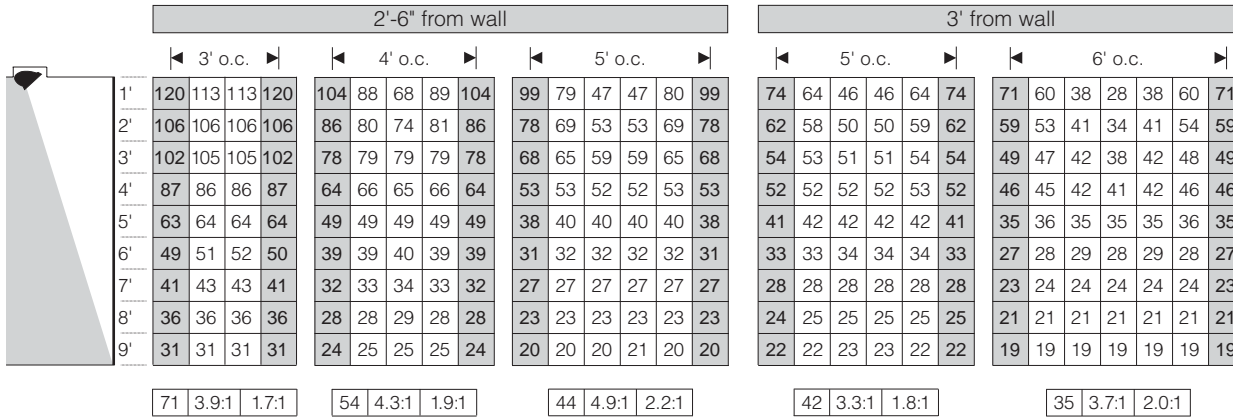 2'-6" from wall 3' from wall
3' o.c. 4' o.c. 5' o.c. 5' o.c. 6' o.c.
1' 120 113 113 120 104 88 68 89 104 99 79 47 47 80 99 74 64 46 46 64 74 71 60 38 28 38 60 71
2' 106 106 106 106 86 80 74 81 86 78 69 53 53 69 78 62 58 50 50 59 62 59 53 41 34 41 54 59
3' 102 105 105 102 78 79 79 79 78 68 65 59 59 65 68 54 53 51 51 54 54 49 47 42 38 42 48 49
4' 87 86 86 87 64 66 65 66 64 53 53 52 52 53 53 52 52 52 52 53 52 46 45 42 41 42 46 46
5' 63 64 64 64 49 49 49 49 49 38 40 40 40 40 38 41 42 42 42 42 41 35 36 35 35 35 36 35
6' 49 51 52 50 39 39 40 39 39 31 32 32 32 32 31 33 33 34 34 34 33 27 28 29 28 29 28 27
7' 41 43 43 41 32 33 34 33 32 27 27 27 27 27 27 28 28 28 28 28 28 23 24 24 24 24 24 23
8' 36 36 36 36 28 28 29 28 28 23 23 23 23 23 23 24 25 25 25 25 25 21 21 21 21 21 21 21
9' 31 31 31 31 24 25 25 25 24 20 20 20 21 20 20 22 22 23 23 22 22 19 19 19 19 19 19 19
71 3.9:1 1.7:1 54 4.3:1 1.9:1 44 4.9:1 2.2:1 42 3.3:1 1.8:1 35 3.7:1 2.0:1